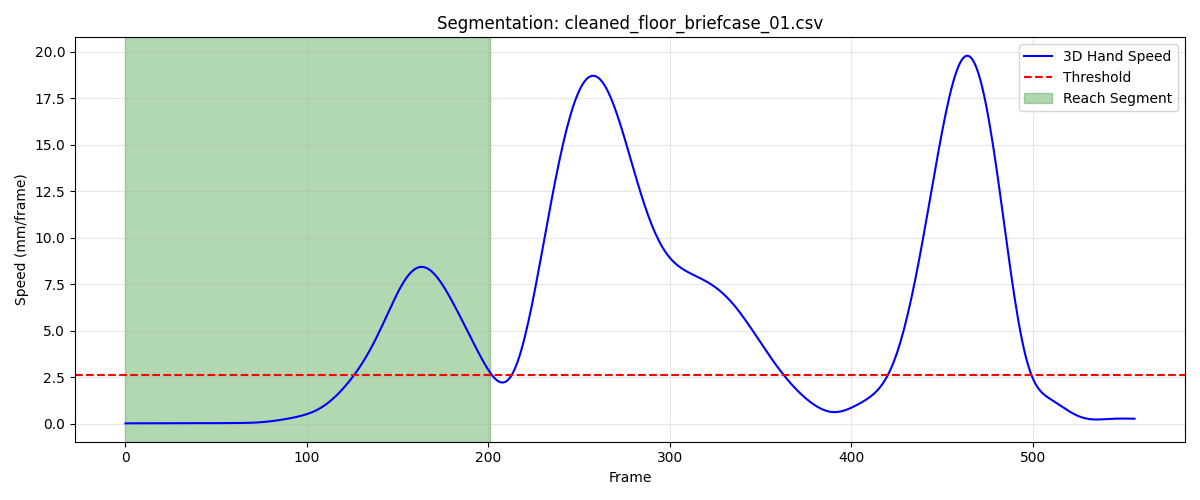 Segmentation: cleaned_floor_briefcase_01.csv
Speed (mm/frame)
20.0
17.5
15.0
12.5
10.0
7.5
5.0
2.5
0.0
3D Hand Speed
Threshold
Reach Segment
0 100 200 300 400 500
Frame